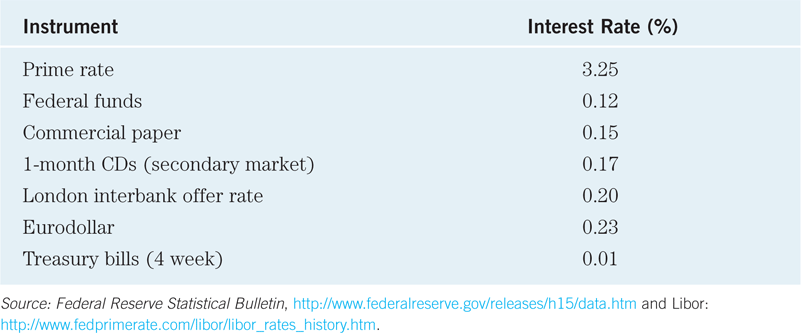 Instrument Interest Rate (%)
Prime rate 3.25
Federal funds 0.12
Commercial paper 0.15
1-month CDs (secondary market) 0.17
London interbank offer rate 0.20
Eurodollar 0.23
Treasury bills (4 week) 0.01
Source: Federal Reserve Statistical Bulletin, http://www.federalreserve.gov/releases/h15/data.htm and Libor:
http://www.fedprimerate.com/libor/libor_rates_history.htm.